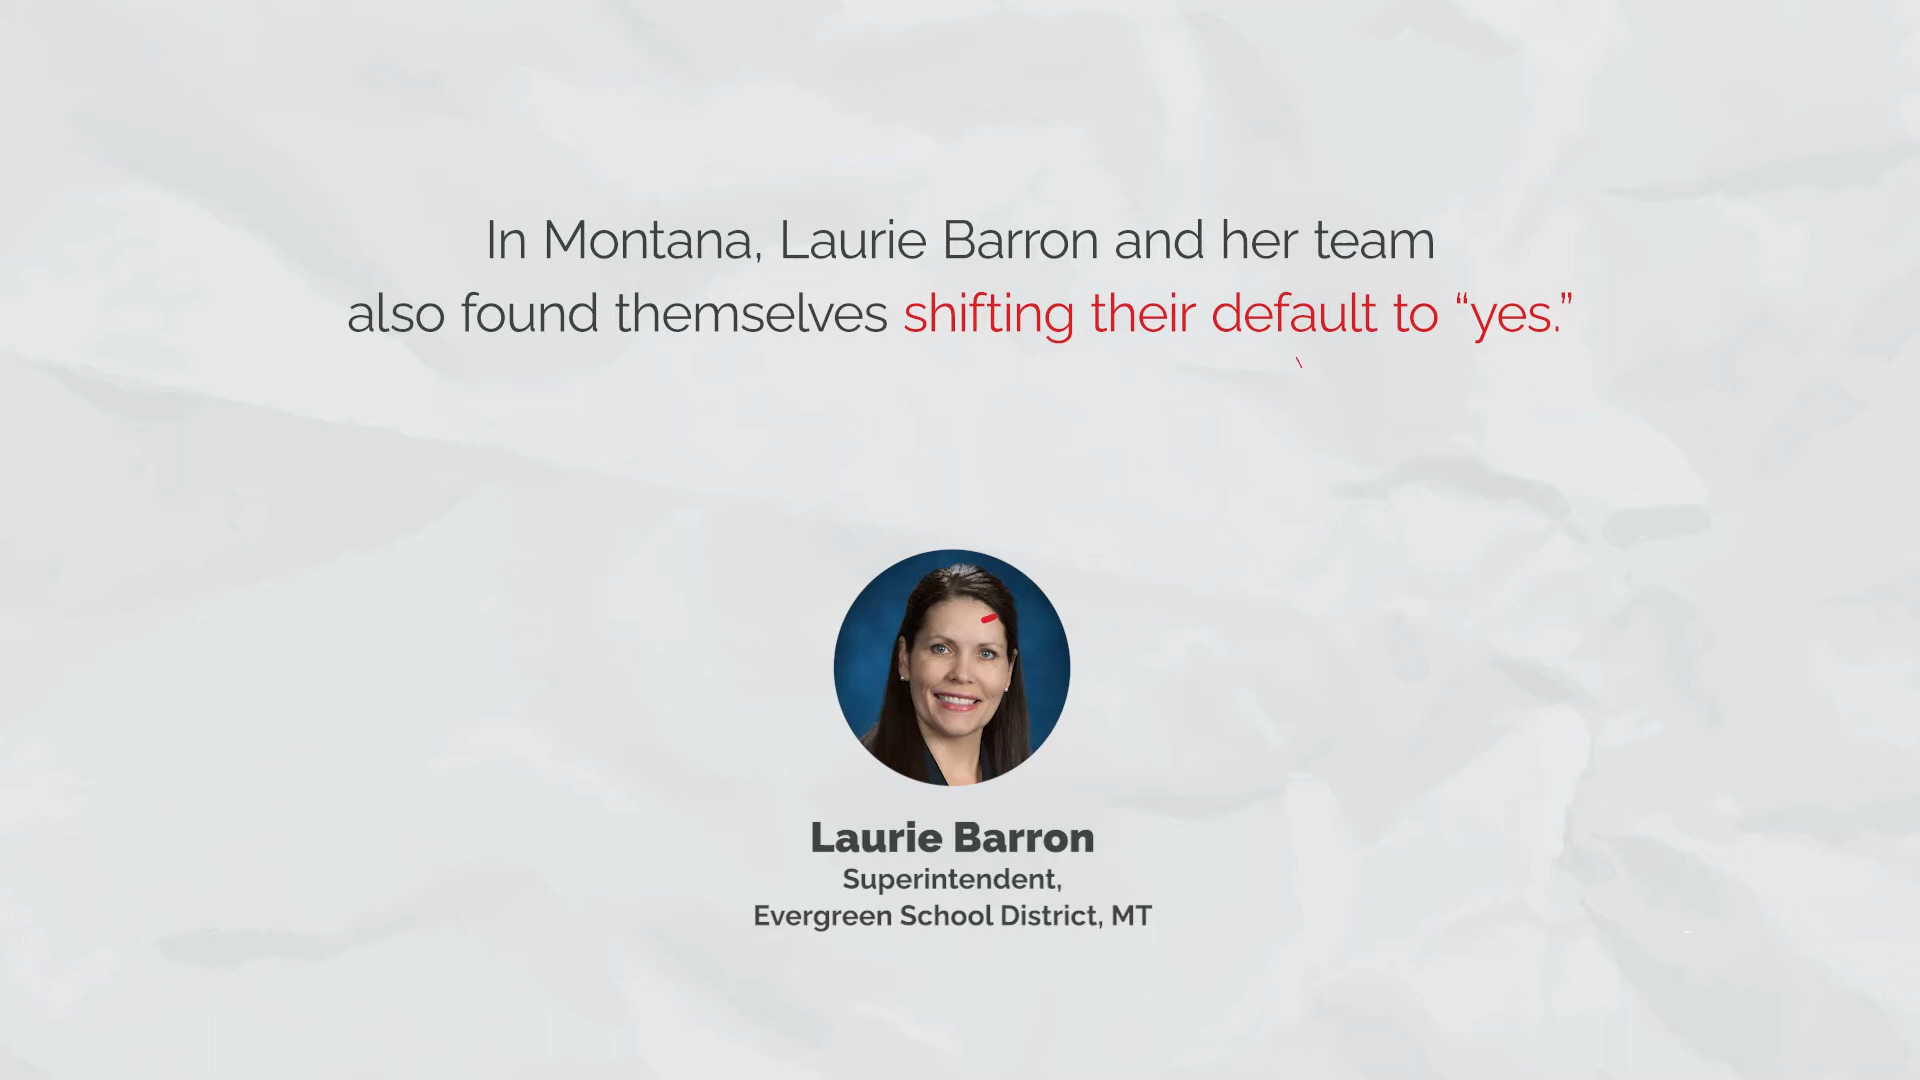 In Montana, Laurie Barron and her team
also found themselves shifting their default to “yes.”
Laurie Barron
Superintendent,
Evergreen School District, MT